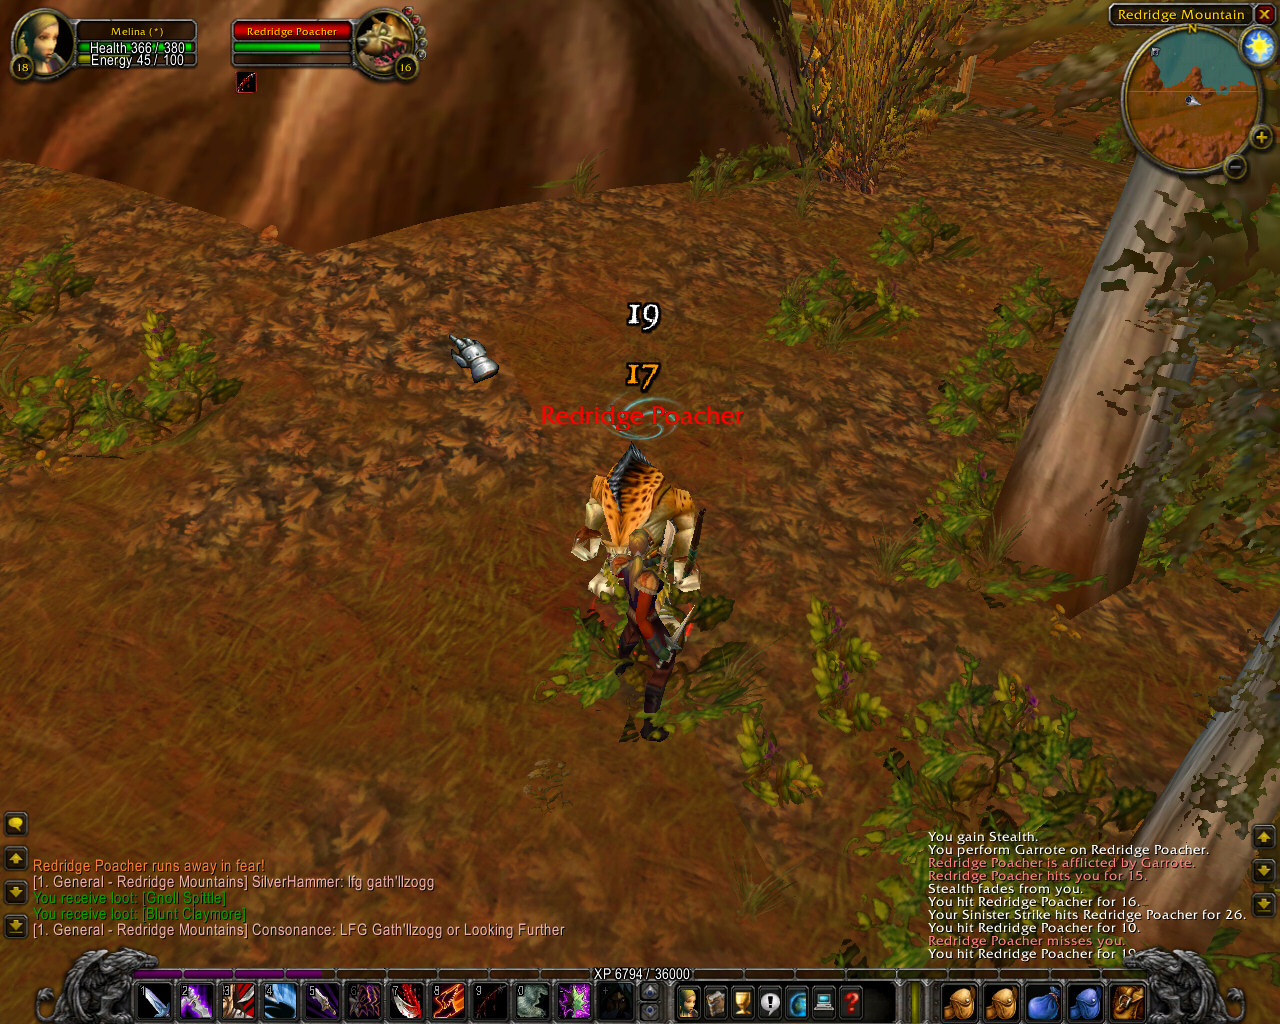 Melina (*)
Health 366 / 380
Energy 45 / 100
18
Redridge Poacher
16
Redridge Mountain
N
19
17
Redridge Poacher
Redridge Poacher runs away in fear!
[1. General - Redridge Mountains] SilverHammer: lfg gath'llzogg
You receive loot: [Gnoll Spittle]
You receive loot: [Blunt Claymore]
[1. General - Redridge Mountains] Consonance: LFG Gath'llzogg or Looking Further
You gain Stealth.
You perform Garrote on Redridge Poacher.
Redridge Poacher is afflicted by Garrote.
Redridge Poacher hits you for 15.
Stealth fades from you.
You hit Redridge Poacher for 16.
Your Sinister Strike hits Redridge Poacher for 26.
You hit Redridge Poacher for 10.
Redridge Poacher misses you.
You hit Redridge Poacher for 19.
XP 6794 / 36000
1 2 3 4 5 6 7 8 9 0 - +